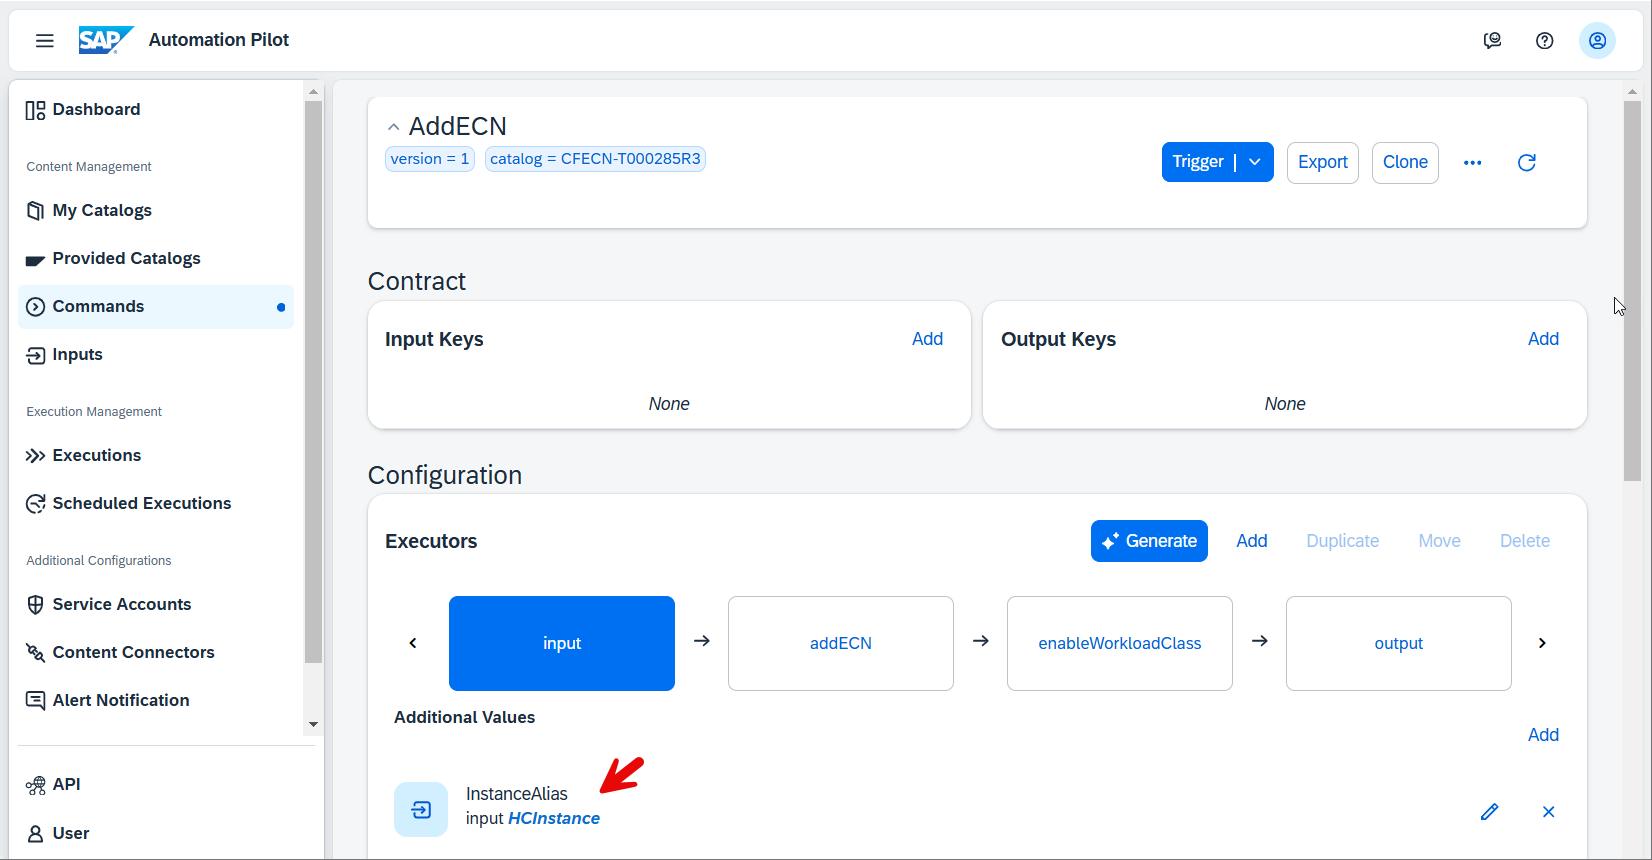 SAP Automation Pilot
Dashboard
Content Management
My Catalogs
Provided Catalogs
Commands
Inputs
Execution Management
Executions
Scheduled Executions
Additional Configurations
Service Accounts
Content Connectors
Alert Notification
API
User
AddECN
version = 1 catalog = CFECN-T000285R3
Trigger Export Clone
Contract
Input Keys Add
None
Output Keys Add
None
Configuration
Executors Generate Add Duplicate Move Delete
input addECN enableWorkloadClass output
Additional Values
Add
InstanceAlias
input HCInstance